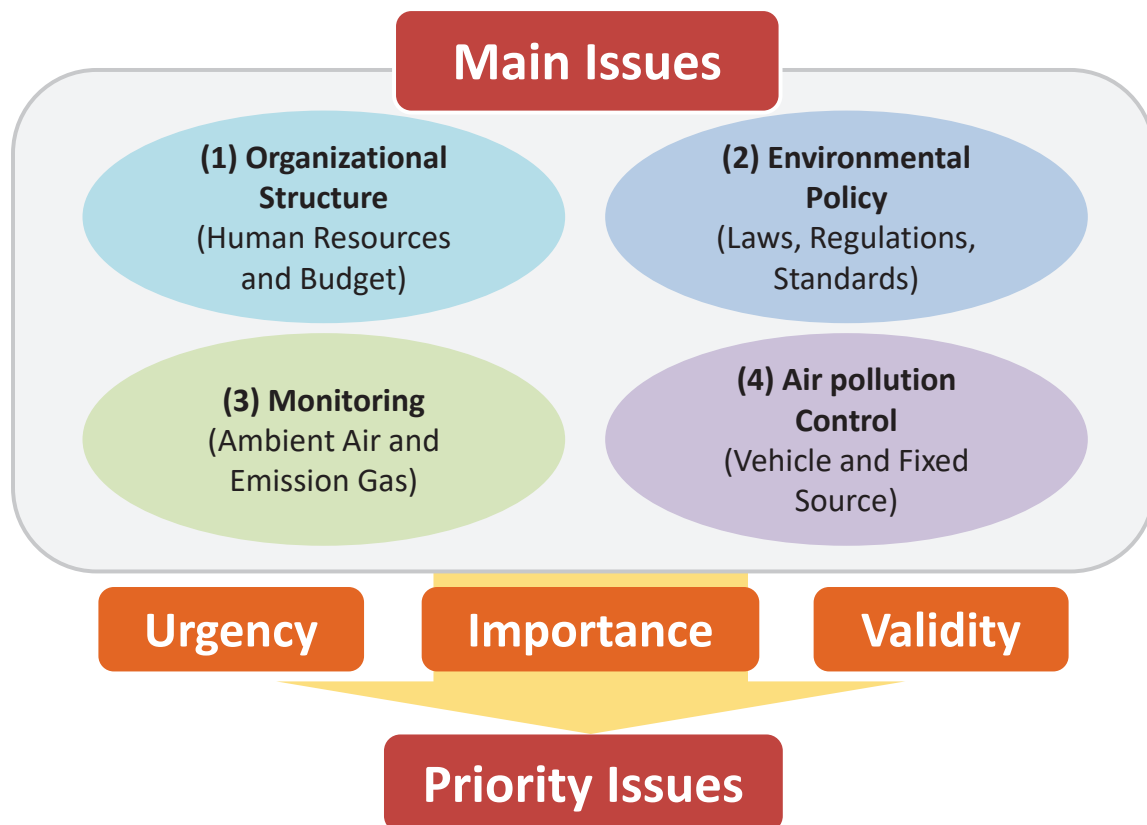 Main Issues
(1) Organizational
Structure
(Human Resources
and Budget)
(2) Environmental
Policy
(Laws, Regulations,
Standards)
(3) Monitoring
(Ambient Air and
Emission Gas)
(4) Air pollution
Control
(Vehicle and Fixed
Source)
Urgency
Importance
Validity
Priority Issues